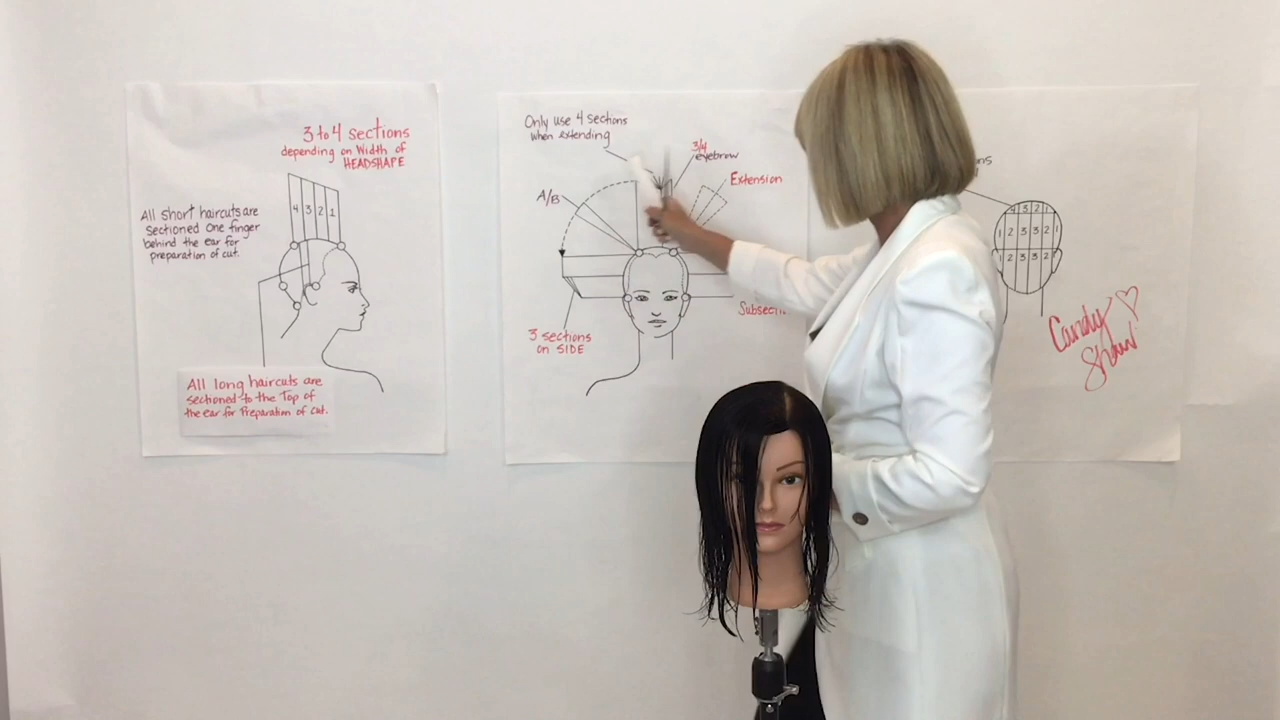 3 to 4 sections
depending on Width of
HEADSHAPE
4 3 2 1
All short haircuts are
sectioned one finger
behind the ear for
preparation of cut.
All long haircuts are
sectioned to the Top of
the ear for Preparation of cut.
Only use 4 sections
when extending
3/4
eyebrow
Extension
A/B
3 sections
on SIDE
4 3 2 1
1 2 3 3 2 1
1 2 3 3 2
Candy
Shaw